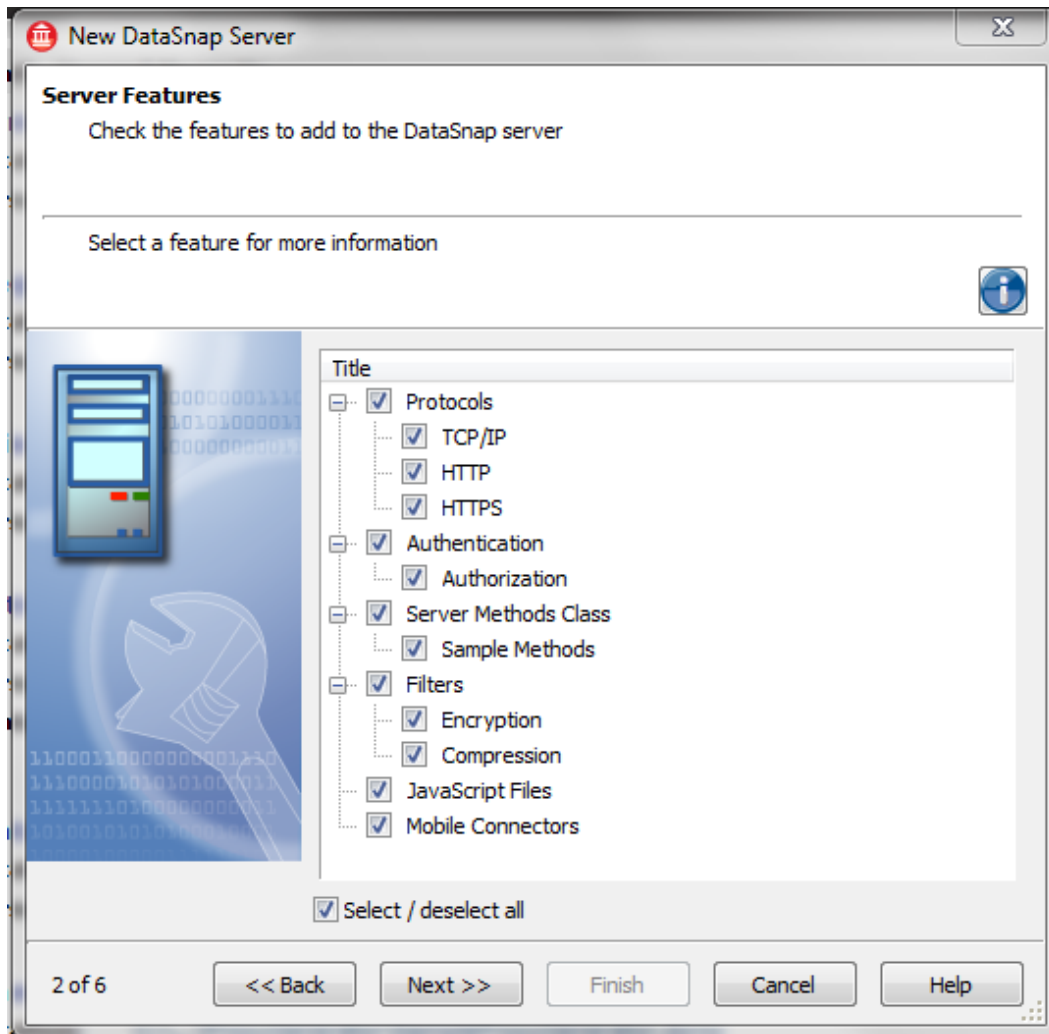 New DataSnap Server
Server Features
Check the features to add to the DataSnap server
Select a feature for more information
Title
Protocols
TCP/IP
HTTP
HTTPS
Authentication
Authorization
Server Methods Class
Sample Methods
Filters
Encryption
Compression
JavaScript Files
Mobile Connectors
Select / deselect all
2 of 6
<< Back
Next >>
Finish
Cancel
Help